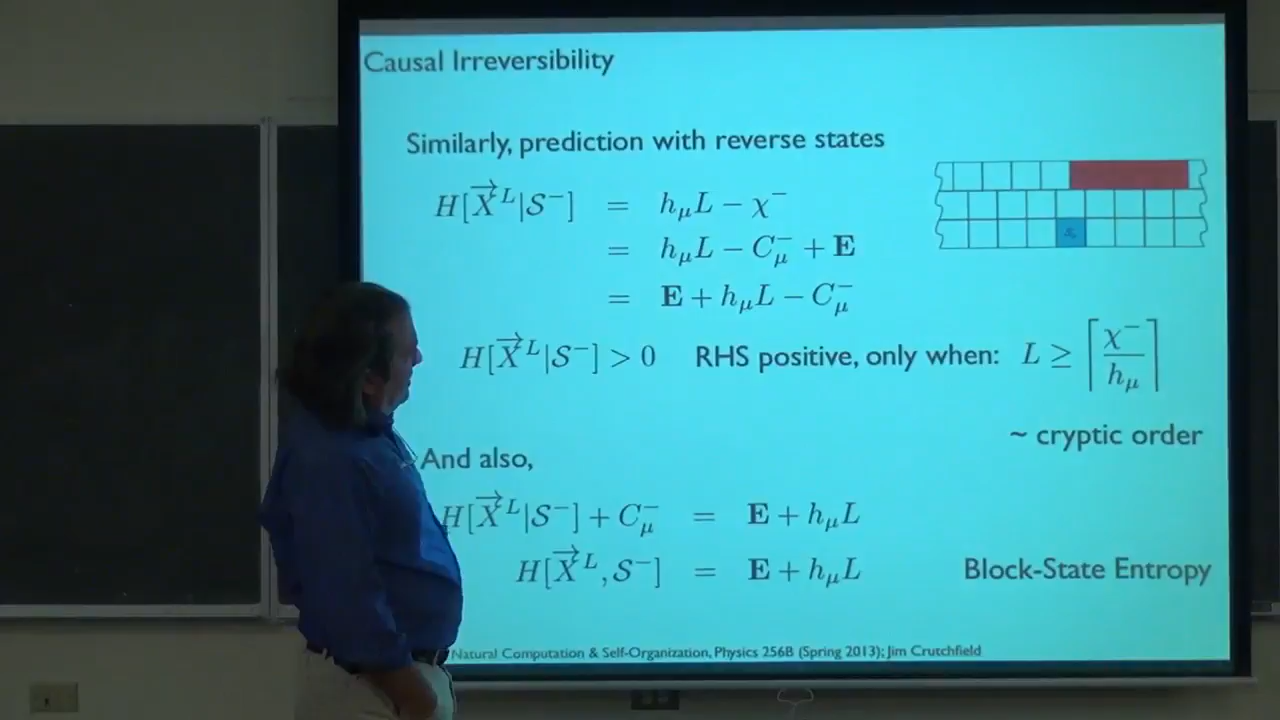 Causal Irreversibility
Similarly, prediction with reverse states
H[X⃗ᴸ|S⁻] = h_μL − χ⁻
= h_μL − C_μ⁻ + E
= E + h_μL − C_μ⁻
H[X⃗ᴸ|S⁻] > 0 RHS positive, only when: L ≥ ⌈χ⁻/h_μ⌉
~ cryptic order
And also,
H[X⃗ᴸ|S⁻] + C_μ⁻ = E + h_μL
H[X⃗ᴸ, S⁻] = E + h_μL Block-State Entropy
Natural Computation & Self-Organization, Physics 256B (Spring 2013); Jim Crutchfield